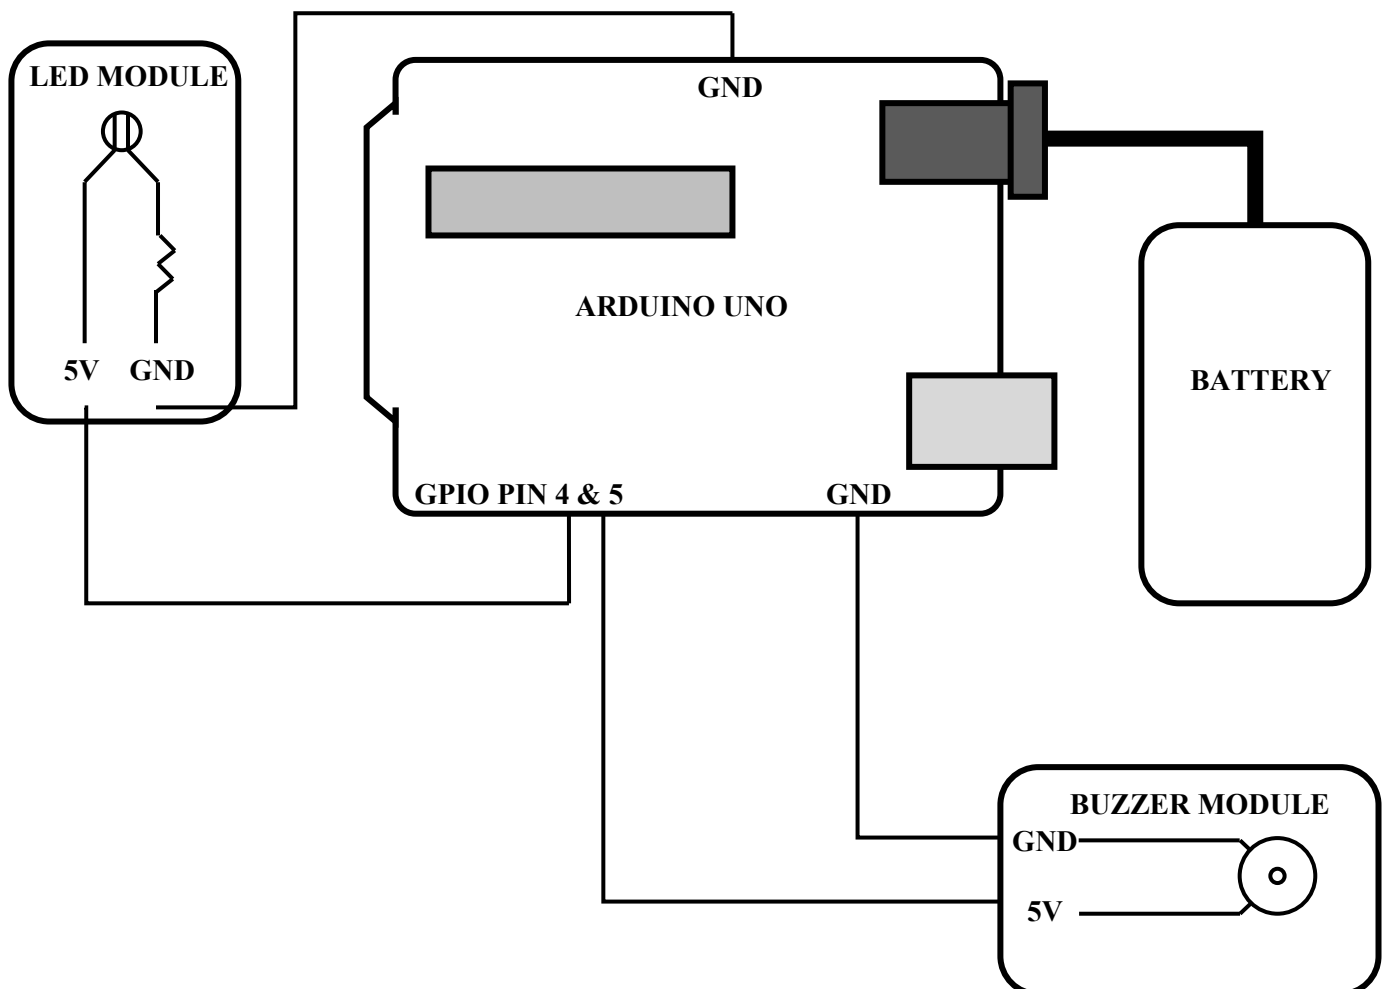 LED MODULE
5V GND
GND
ARDUINO UNO
GPIO PIN 4 & 5
GND
BATTERY
BUZZER MODULE
GND
5V